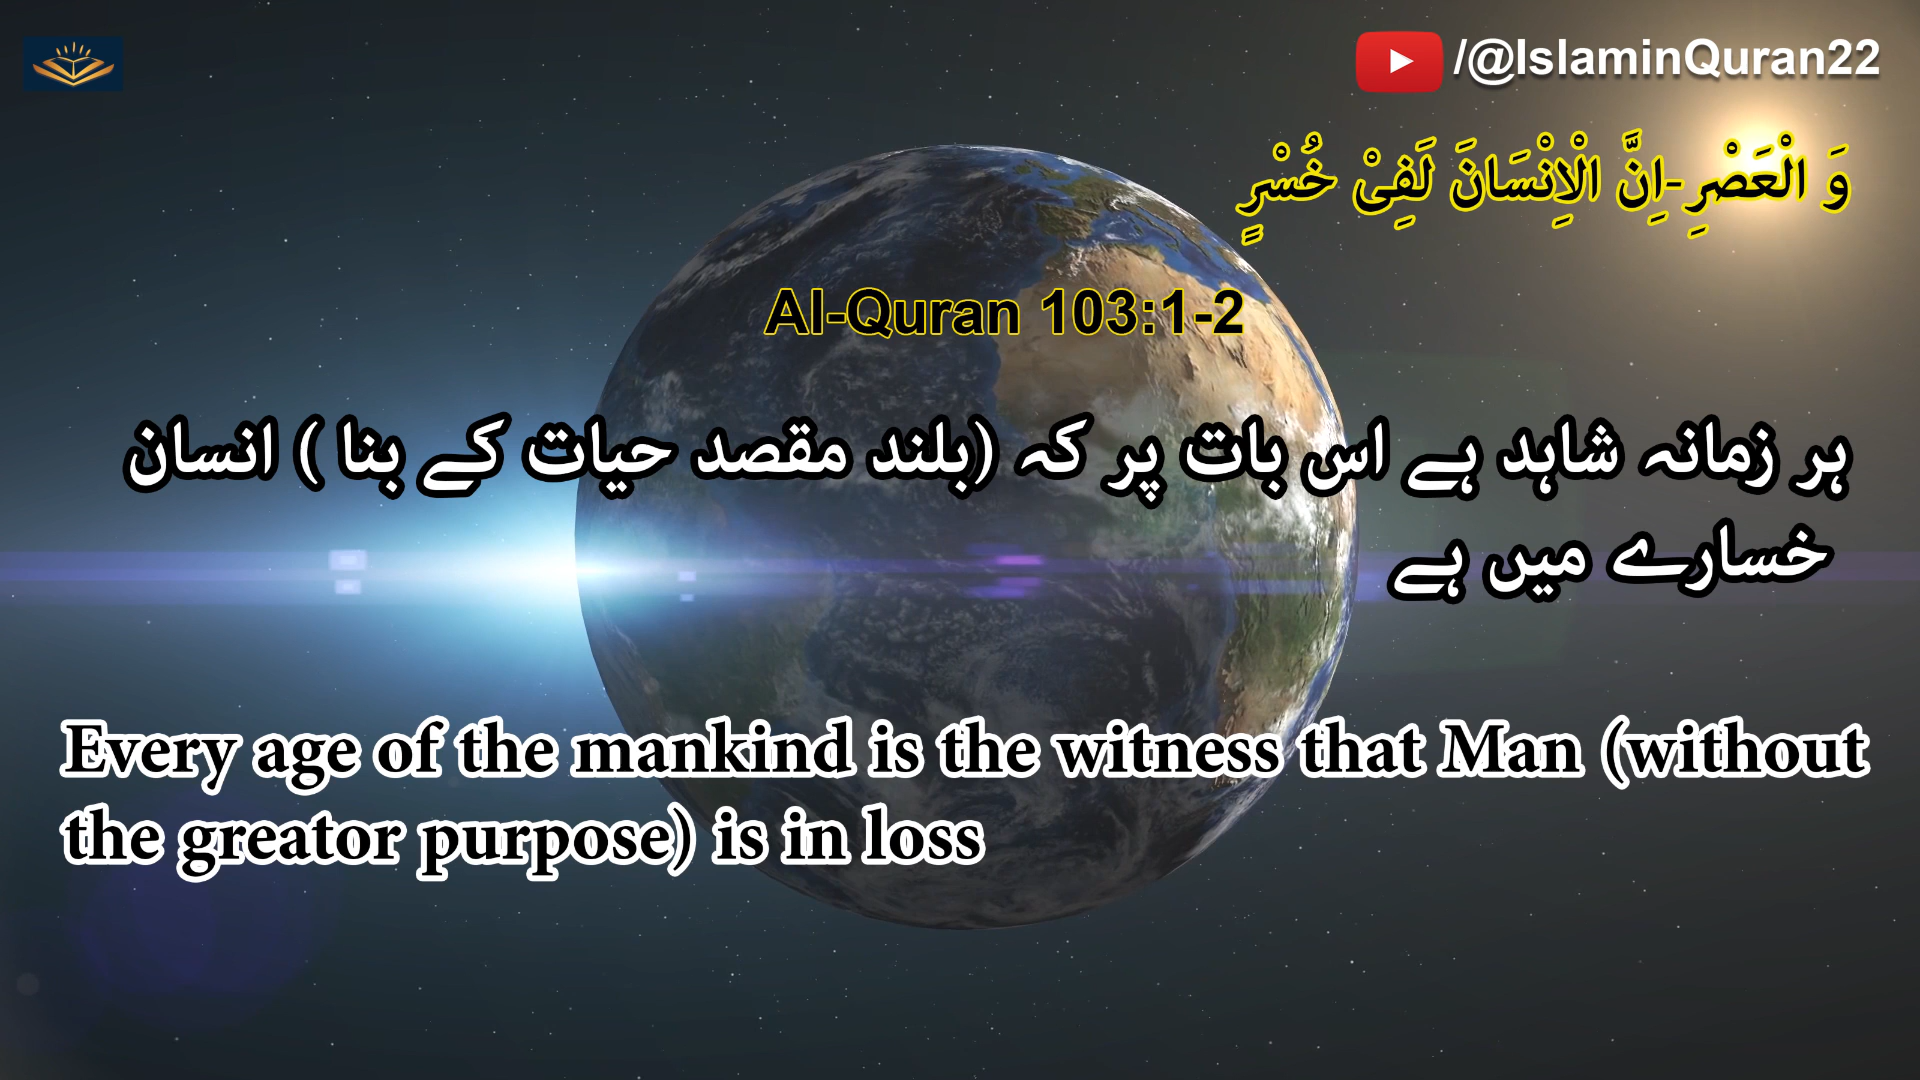 /@IslaminQuran22
وَ الْعَصْرِ-اِنَّ الْاِنْسَانَ لَفِیْ خُسْرٍ
Al-Quran 103:1-2
ہر زمانہ شاہد ہے اس بات پر کہ (بلند مقصد حیات کے بنا ) انسان
خسارے میں ہے
Every age of the mankind is the witness that Man (without
the greator purpose) is in loss